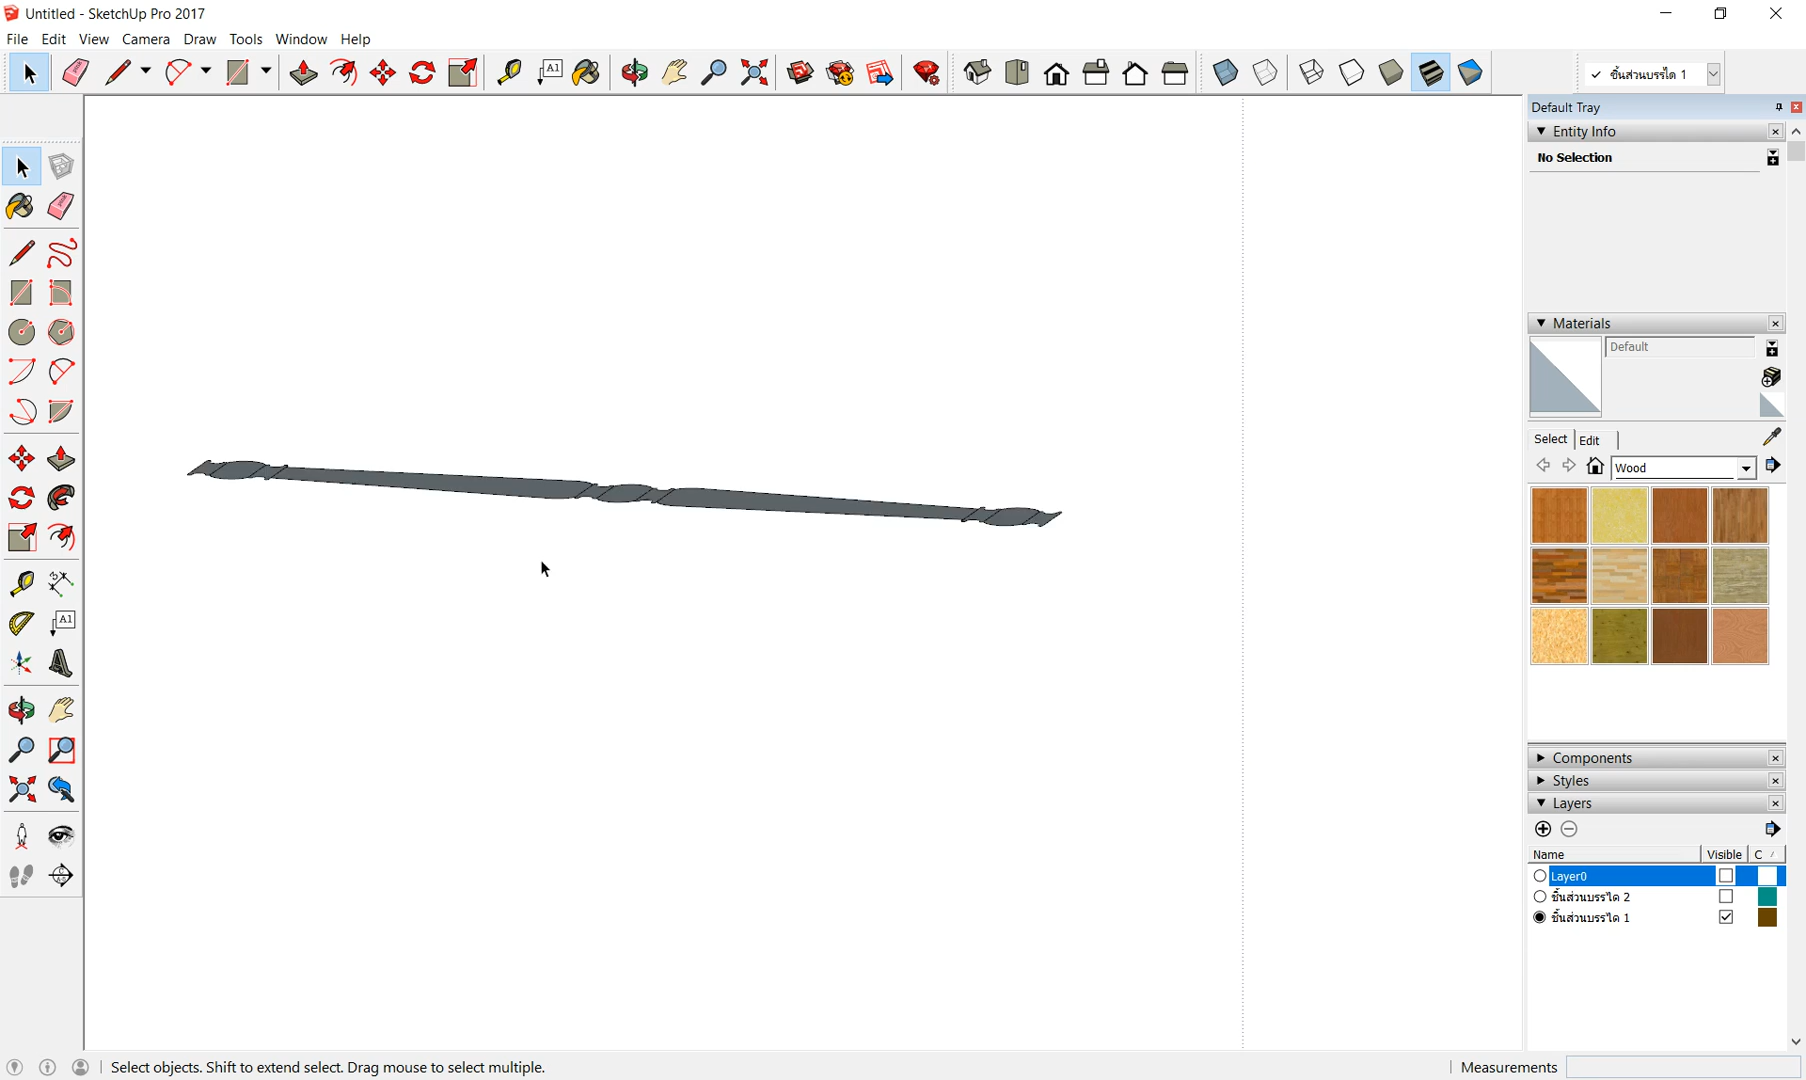 Untitled - SketchUp Pro 2017
File Edit View Camera Draw Tools Window Help
A1
✓ ชิ้นส่วนบรรได 1
Default Tray
Entity Info
No Selection
Materials
Default
Select Edit
Wood
A1
Components
Styles
Layers
Name Visible C
Layer0
ชิ้นส่วนบรรได 2
ชิ้นส่วนบรรได 1
Select objects. Shift to extend select. Drag mouse to select multiple.
Measurements